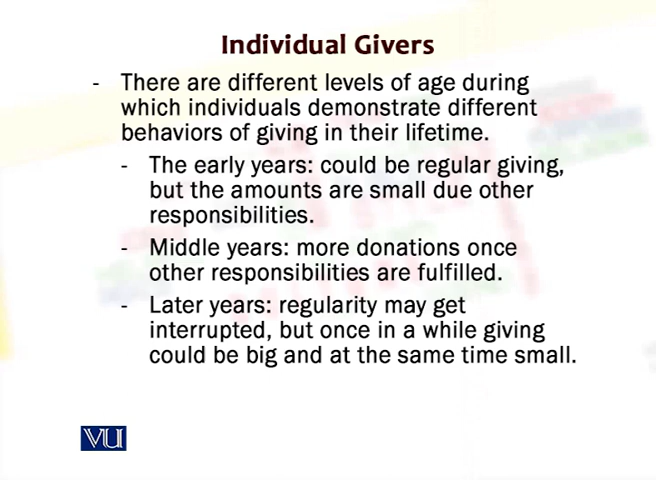 Individual Givers
- There are different levels of age during
which individuals demonstrate different
behaviors of giving in their lifetime.
- The early years: could be regular giving,
but the amounts are small due other
responsibilities.
- Middle years: more donations once
other responsibilities are fulfilled.
- Later years: regularity may get
interrupted, but once in a while giving
could be big and at the same time small.
VU